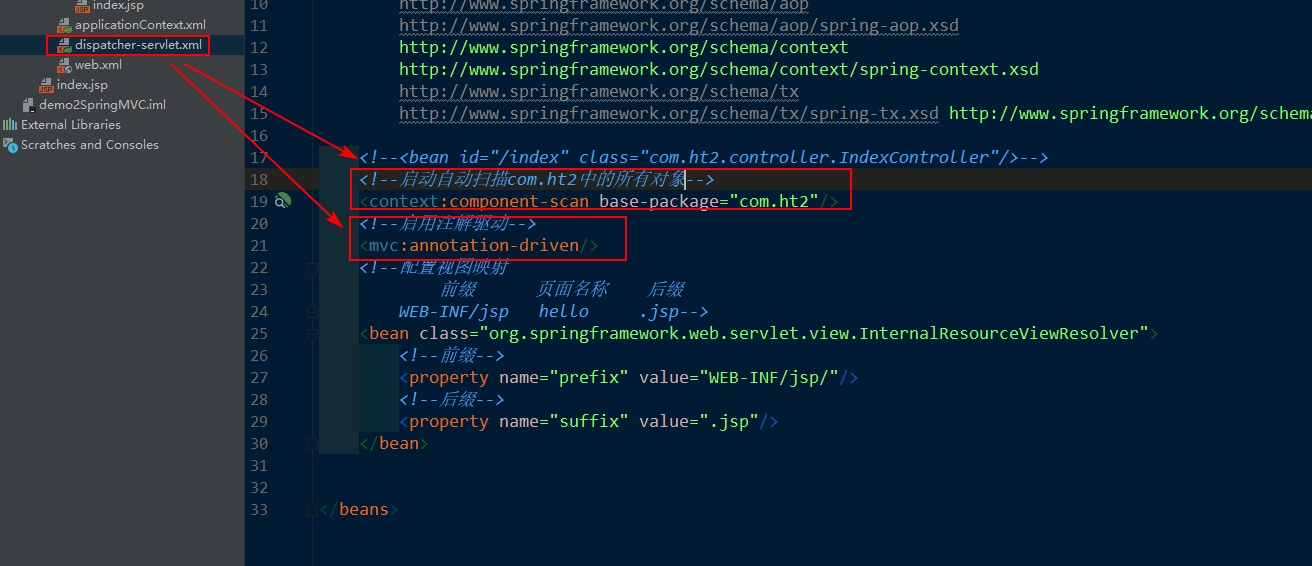 index.jsp
applicationContext.xml
dispatcher-servlet.xml
web.xml
index.jsp
demo2SpringMVC.iml
External Libraries
Scratches and Consoles
10 http://www.springframework.org/schema/aop
11 http://www.springframework.org/schema/aop/spring-aop.xsd
12 http://www.springframework.org/schema/context
13 http://www.springframework.org/schema/context/spring-context.xsd
14 http://www.springframework.org/schema/tx
15 http://www.springframework.org/schema/tx/spring-tx.xsd http://www.springframework.org/schema
16
17 <!--<bean id="/index" class="com.ht2.controller.IndexController"/>-->
18 <!--启动自动扫描com.ht2中的所有对象-->
19 <context:component-scan base-package="com.ht2"/>
20 <!--启用注解驱动-->
21 <mvc:annotation-driven/>
22 <!--配置视图映射
23 前缀 页面名称 后缀
24 WEB-INF/jsp hello .jsp-->
25 <bean class="org.springframework.web.servlet.view.InternalResourceViewResolver">
26 <!--前缀-->
27 <property name="prefix" value="WEB-INF/jsp/"/>
28 <!--后缀-->
29 <property name="suffix" value=".jsp"/>
30 </bean>
31
32
33 </beans>